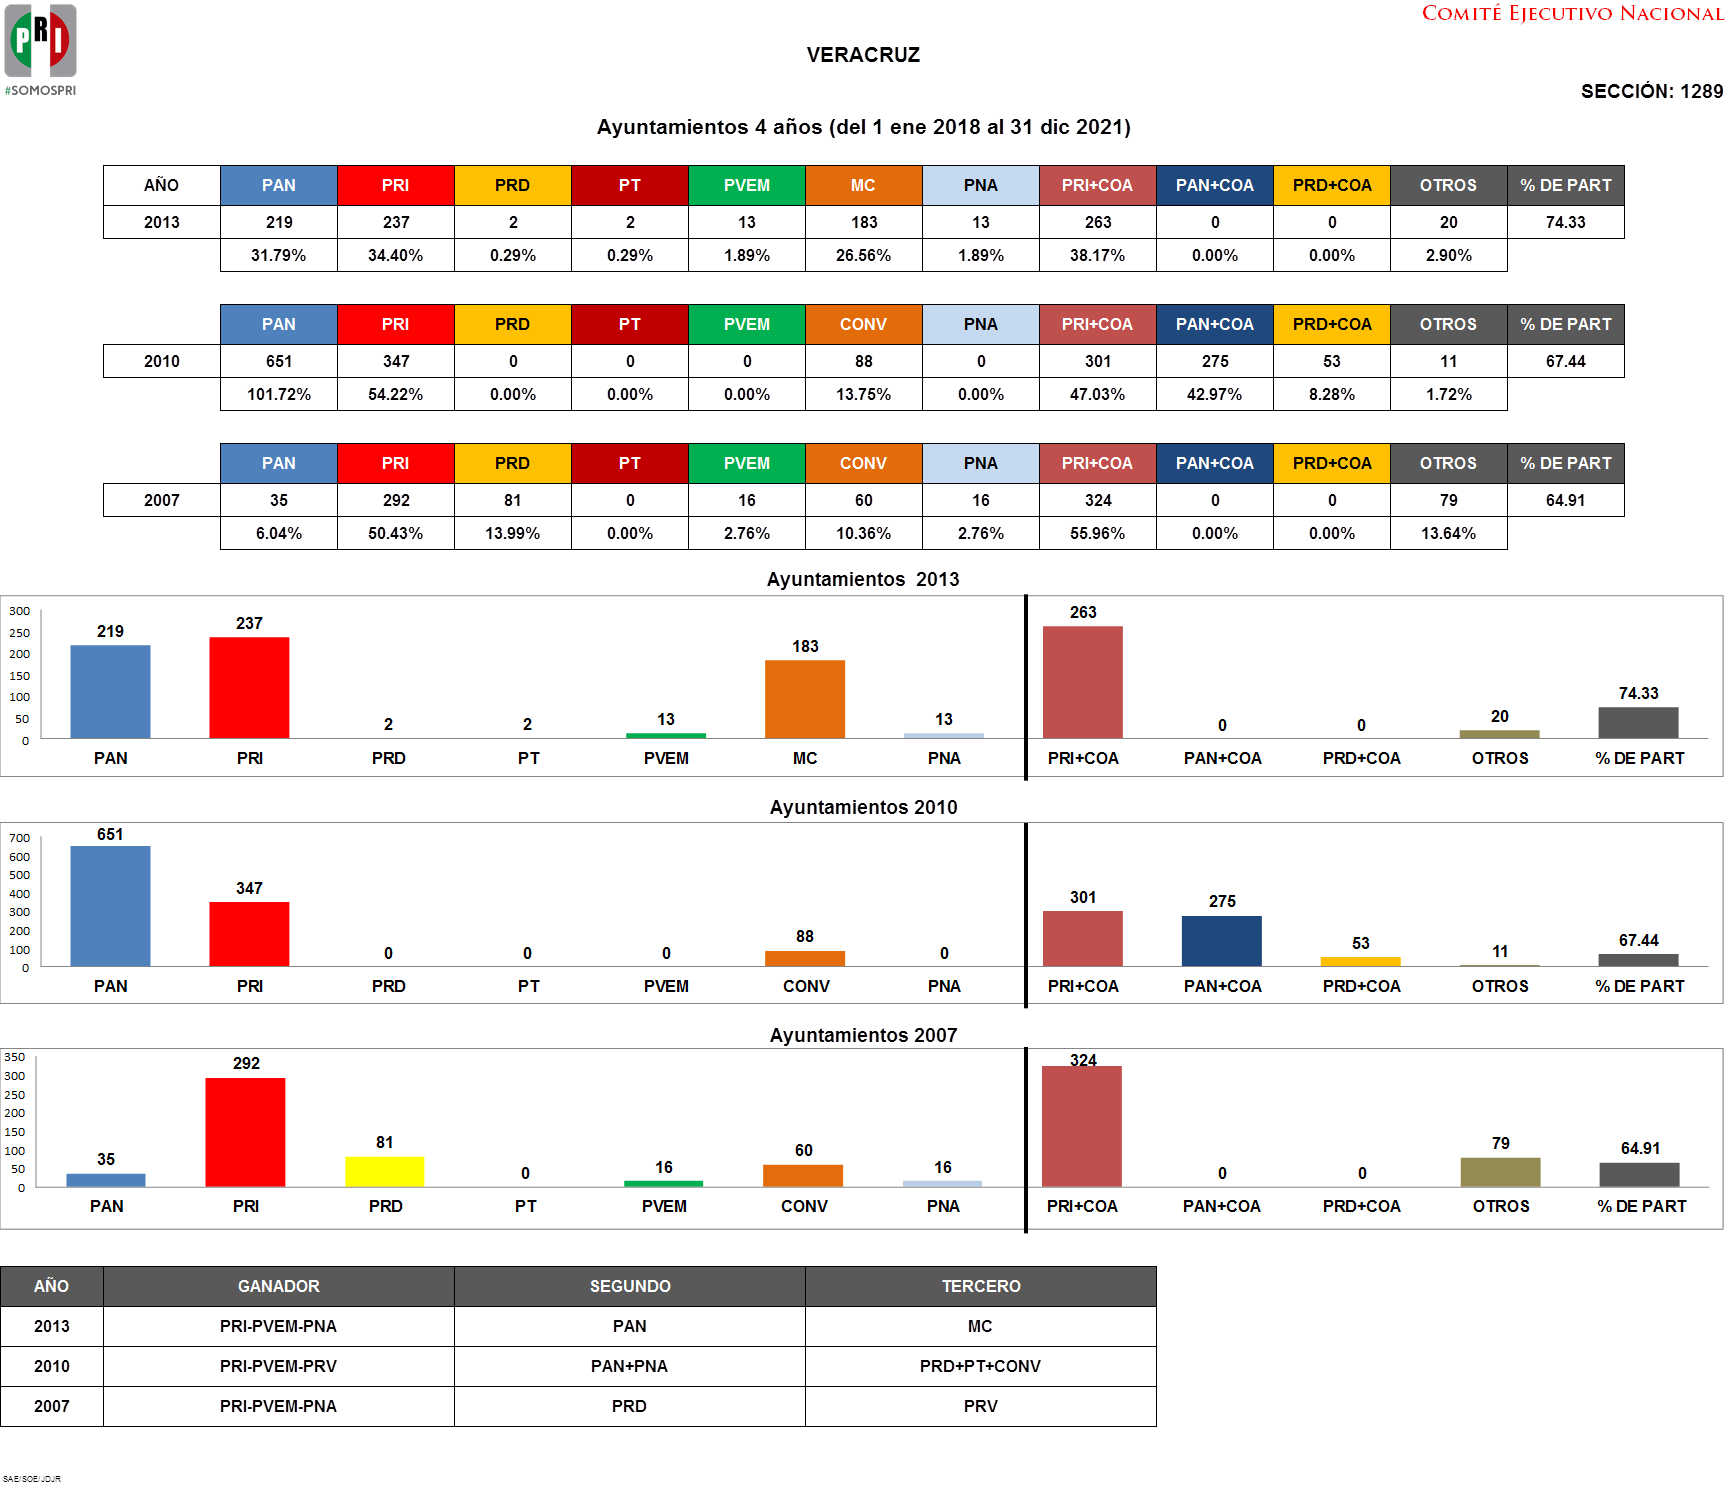 PRI
COMITÉ EJECUTIVO NACIONAL
#SOMOSPRI
VERACRUZ
SECCIÓN: 1289
Ayuntamientos 4 años (del 1 ene 2018 al 31 dic 2021)
AÑO PAN PRI PRD PT PVEM MC PNA PRI+COA PAN+COA PRD+COA OTROS % DE PART
2013 219 237 2 2 13 183 13 263 0 0 20 74.33
31.79% 34.40% 0.29% 0.29% 1.89% 26.56% 1.89% 38.17% 0.00% 0.00% 2.90%
PAN PRI PRD PT PVEM CONV PNA PRI+COA PAN+COA PRD+COA OTROS % DE PART
2010 651 347 0 0 0 88 0 301 275 53 11 67.44
101.72% 54.22% 0.00% 0.00% 0.00% 13.75% 0.00% 47.03% 42.97% 8.28% 1.72%
PAN PRI PRD PT PVEM CONV PNA PRI+COA PAN+COA PRD+COA OTROS % DE PART
2007 35 292 81 0 16 60 16 324 0 0 79 64.91
6.04% 50.43% 13.99% 0.00% 2.76% 10.36% 2.76% 55.96% 0.00% 0.00% 13.64%
Ayuntamientos 2013
300
250
200
150
100
50
0
219 237 2 2 13 183 13 263 0 0 20 74.33
PAN PRI PRD PT PVEM MC PNA PRI+COA PAN+COA PRD+COA OTROS % DE PART
Ayuntamientos 2010
700
600
500
400
300
200
100
0
651 347 0 0 0 88 0 301 275 53 11 67.44
PAN PRI PRD PT PVEM CONV PNA PRI+COA PAN+COA PRD+COA OTROS % DE PART
Ayuntamientos 2007
350
300
250
200
150
100
50
0
35 292 81 0 16 60 16 324 0 0 79 64.91
PAN PRI PRD PT PVEM CONV PNA PRI+COA PAN+COA PRD+COA OTROS % DE PART
AÑO GANADOR SEGUNDO TERCERO
2013 PRI-PVEM-PNA PAN MC
2010 PRI-PVEM-PRV PAN+PNA PRD+PT+CONV
2007 PRI-PVEM-PNA PRD PRV
SAE/SOE/JDJR